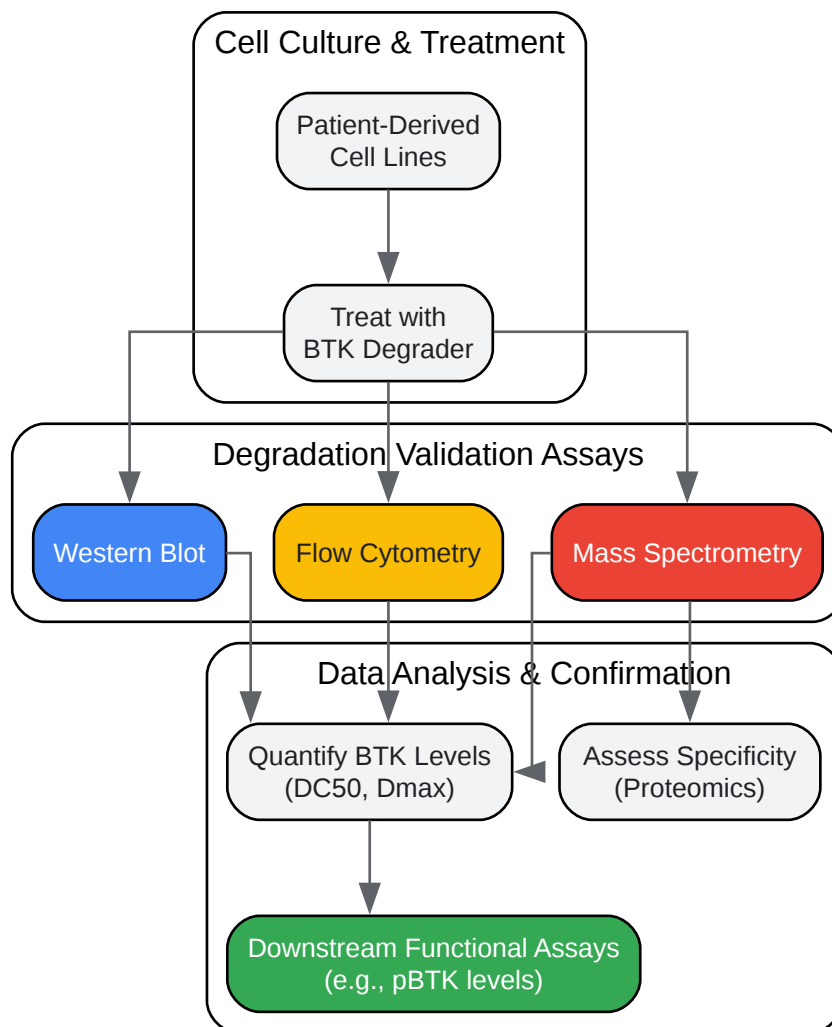 Cell Culture & Treatment
Patient-Derived
Cell Lines
Treat with
BTK Degrader
Degradation Validation Assays
Western Blot
Flow Cytometry
Mass Spectrometry
Data Analysis & Confirmation
Quantify BTK Levels
(DC50, Dmax)
Assess Specificity
(Proteomics)
Downstream Functional Assays
(e.g., pBTK levels)